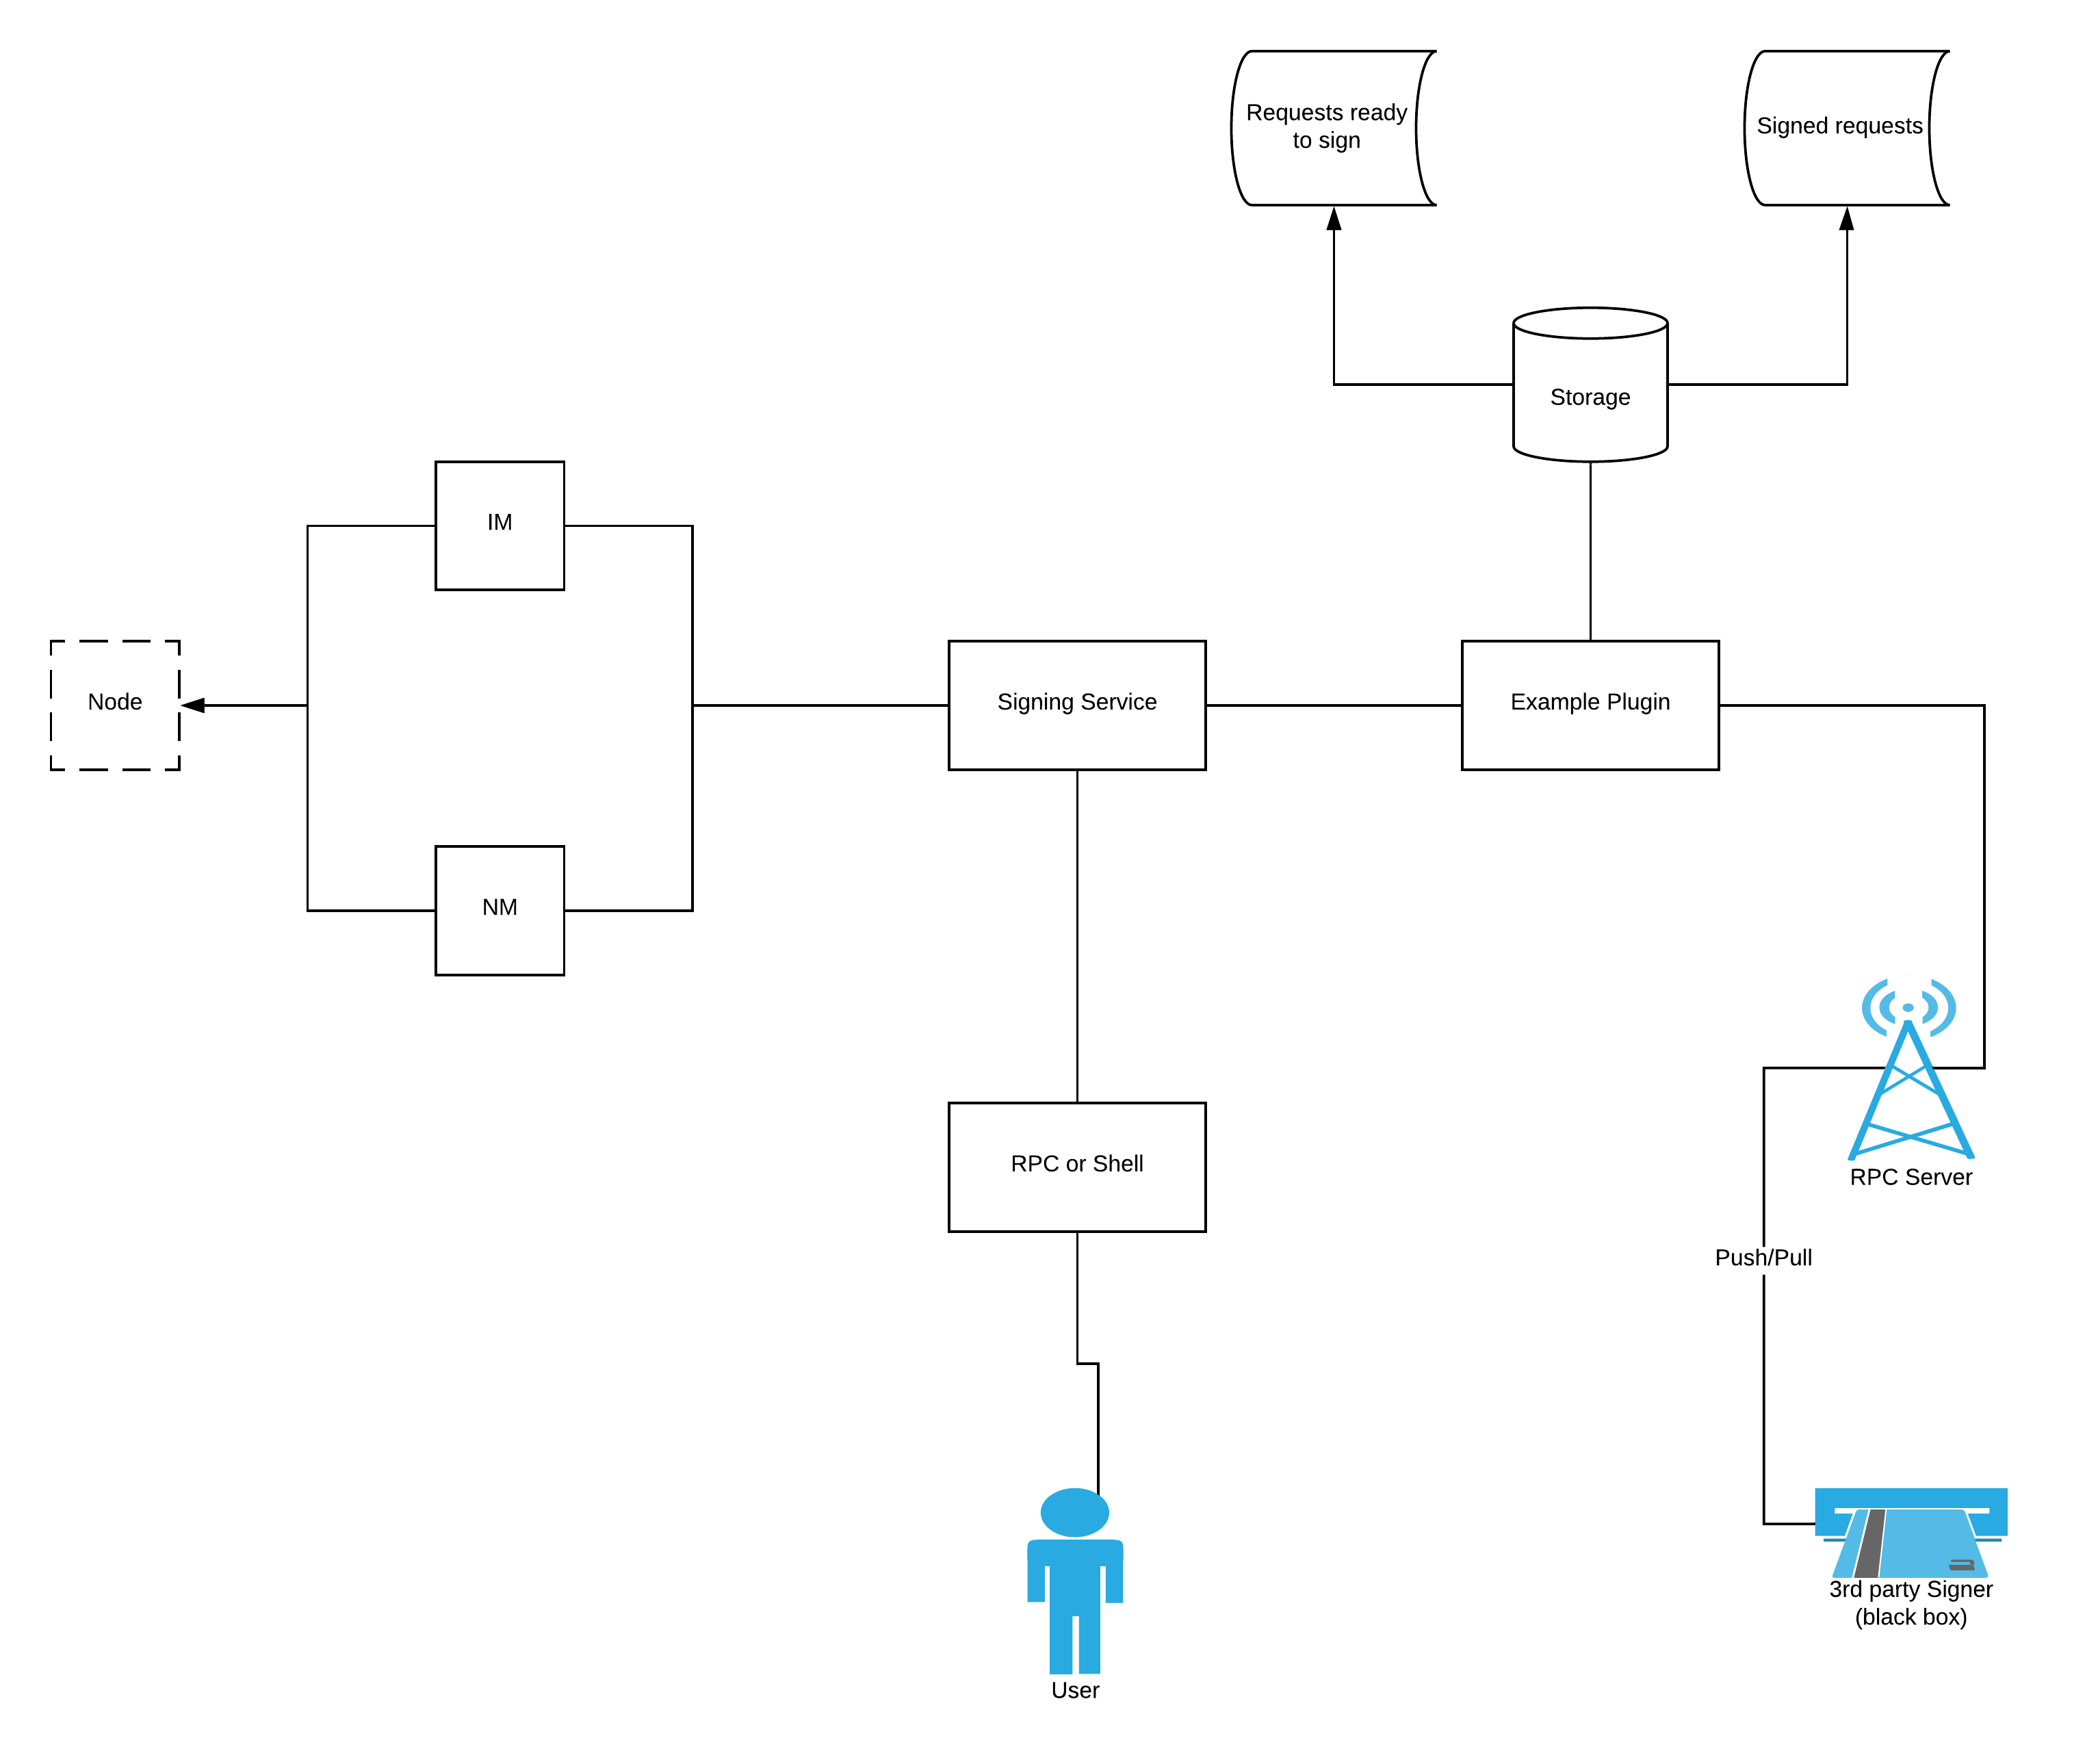 Requests ready
to sign
Signed requests
Storage
IM
Node
Signing Service
Example Plugin
NM
RPC or Shell
RPC Server
Push/Pull
3rd party Signer
(black box)
User